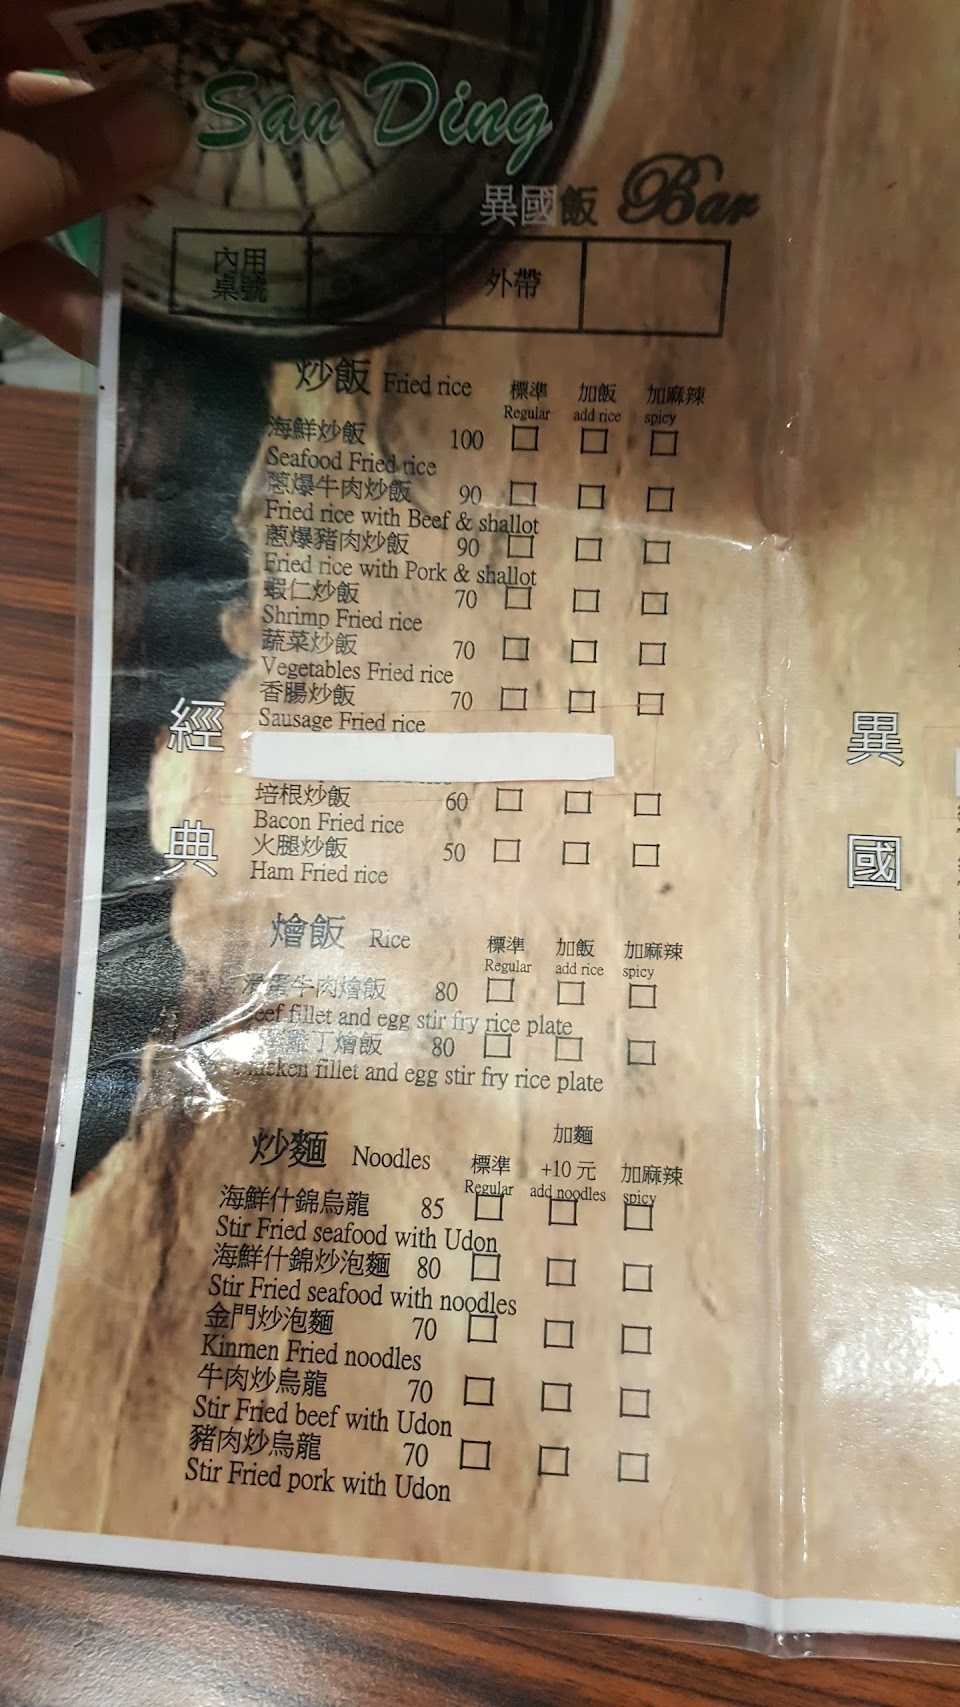 San Ding
異國飯 Bar
內用桌號 外帶
炒飯 Fried rice 標準 加飯 加麻辣
Regular add rice spicy
海鮮炒飯 100
Seafood Fried rice
蔥爆牛肉炒飯 90
Fried rice with Beef & shallot
蔥爆豬肉炒飯 90
Fried rice with Pork & shallot
蝦仁炒飯 70
Shrimp Fried rice
蔬菜炒飯 70
Vegetables Fried rice
香腸炒飯 70
Sausage Fried rice
培根炒飯 60
Bacon Fried rice
火腿炒飯 50
Ham Fried rice
經典
異國
燴飯 Rice 標準 加飯 加麻辣
Regular add rice spicy
滑蛋牛肉燴飯 80
Beef fillet and egg stir fry rice plate
雞丁燴飯 80
Chicken fillet and egg stir fry rice plate
加麵
炒麵 Noodles 標準 +10 元 加麻辣
Regular add noodles spicy
海鮮什錦烏龍 85
Stir Fried seafood with Udon
海鮮什錦炒泡麵 80
Stir Fried seafood with noodles
金門炒泡麵 70
Kinmen Fried noodles
牛肉炒烏龍 70
Stir Fried beef with Udon
豬肉炒烏龍 70
Stir Fried pork with Udon